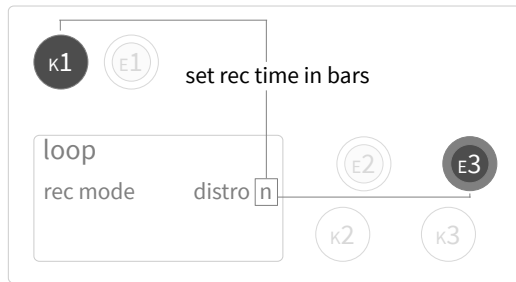 K1 E1
set rec time in bars
loop
E2 E3
rec mode distro n
K2 K3